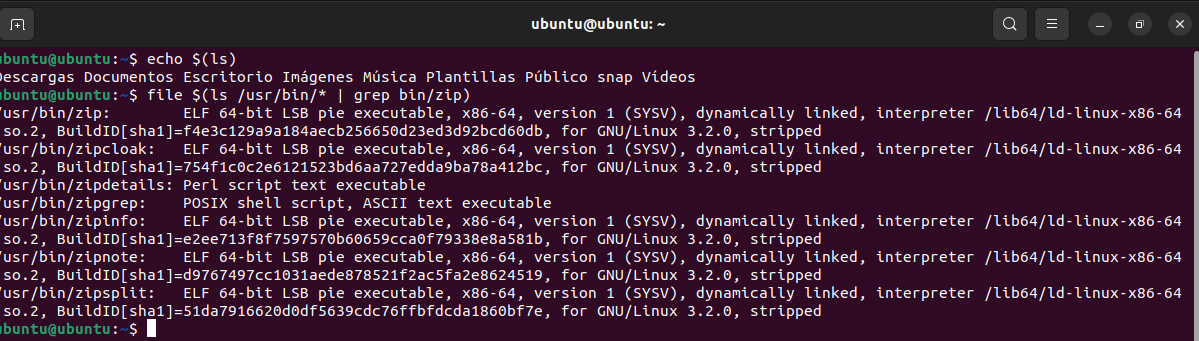 ubuntu@ubuntu: ~
ubuntu@ubuntu:~$ echo $(ls)
Descargas Documentos Escritorio Imágenes Música Plantillas Público snap Vídeos
ubuntu@ubuntu:~$ file $(ls /usr/bin/* | grep bin/zip)
/usr/bin/zip:        ELF 64-bit LSB pie executable, x86-64, version 1 (SYSV), dynamically linked, interpreter /lib64/ld-linux-x86-64
.so.2, BuildID[sha1]=f4e3c129a9a184aecb256650d23ed3d92bcd60db, for GNU/Linux 3.2.0, stripped
/usr/bin/zipcloak:   ELF 64-bit LSB pie executable, x86-64, version 1 (SYSV), dynamically linked, interpreter /lib64/ld-linux-x86-64
.so.2, BuildID[sha1]=754f1c0c2e6121523bd6aa727edda9ba78a412bc, for GNU/Linux 3.2.0, stripped
/usr/bin/zipdetails: Perl script text executable
/usr/bin/zipgrep:    POSIX shell script, ASCII text executable
/usr/bin/zipinfo:    ELF 64-bit LSB pie executable, x86-64, version 1 (SYSV), dynamically linked, interpreter /lib64/ld-linux-x86-64
.so.2, BuildID[sha1]=e2ee713f8f7597570b60659cca0f79338e8a581b, for GNU/Linux 3.2.0, stripped
/usr/bin/zipnote:    ELF 64-bit LSB pie executable, x86-64, version 1 (SYSV), dynamically linked, interpreter /lib64/ld-linux-x86-64
.so.2, BuildID[sha1]=d9767497cc1031aede878521f2ac5fa2e8624519, for GNU/Linux 3.2.0, stripped
/usr/bin/zipsplit:   ELF 64-bit LSB pie executable, x86-64, version 1 (SYSV), dynamically linked, interpreter /lib64/ld-linux-x86-64
.so.2, BuildID[sha1]=51da7916620d0df5639cdc76ffbfdcda1860bf7e, for GNU/Linux 3.2.0, stripped
ubuntu@ubuntu:~$